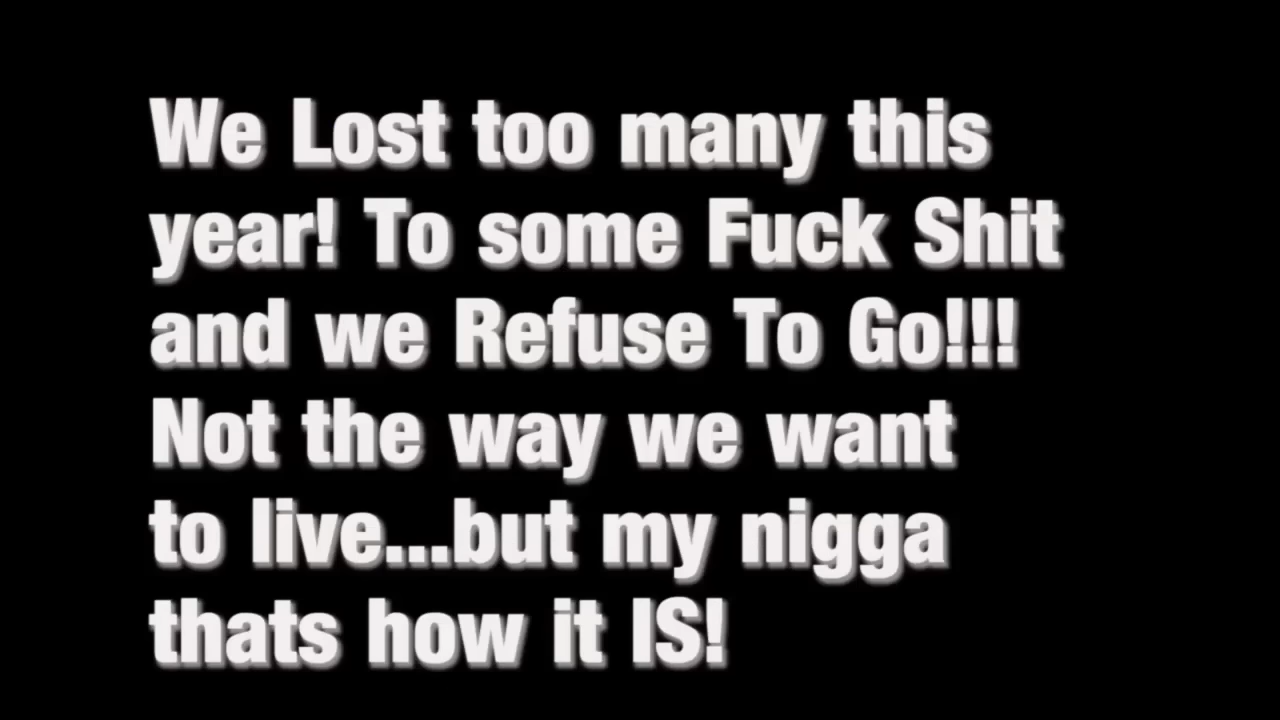 We Lost too many this
year! To some Fuck Shit
and we Refuse To Go!!!
Not the way we want
to live...but my nigga
thats how it IS!